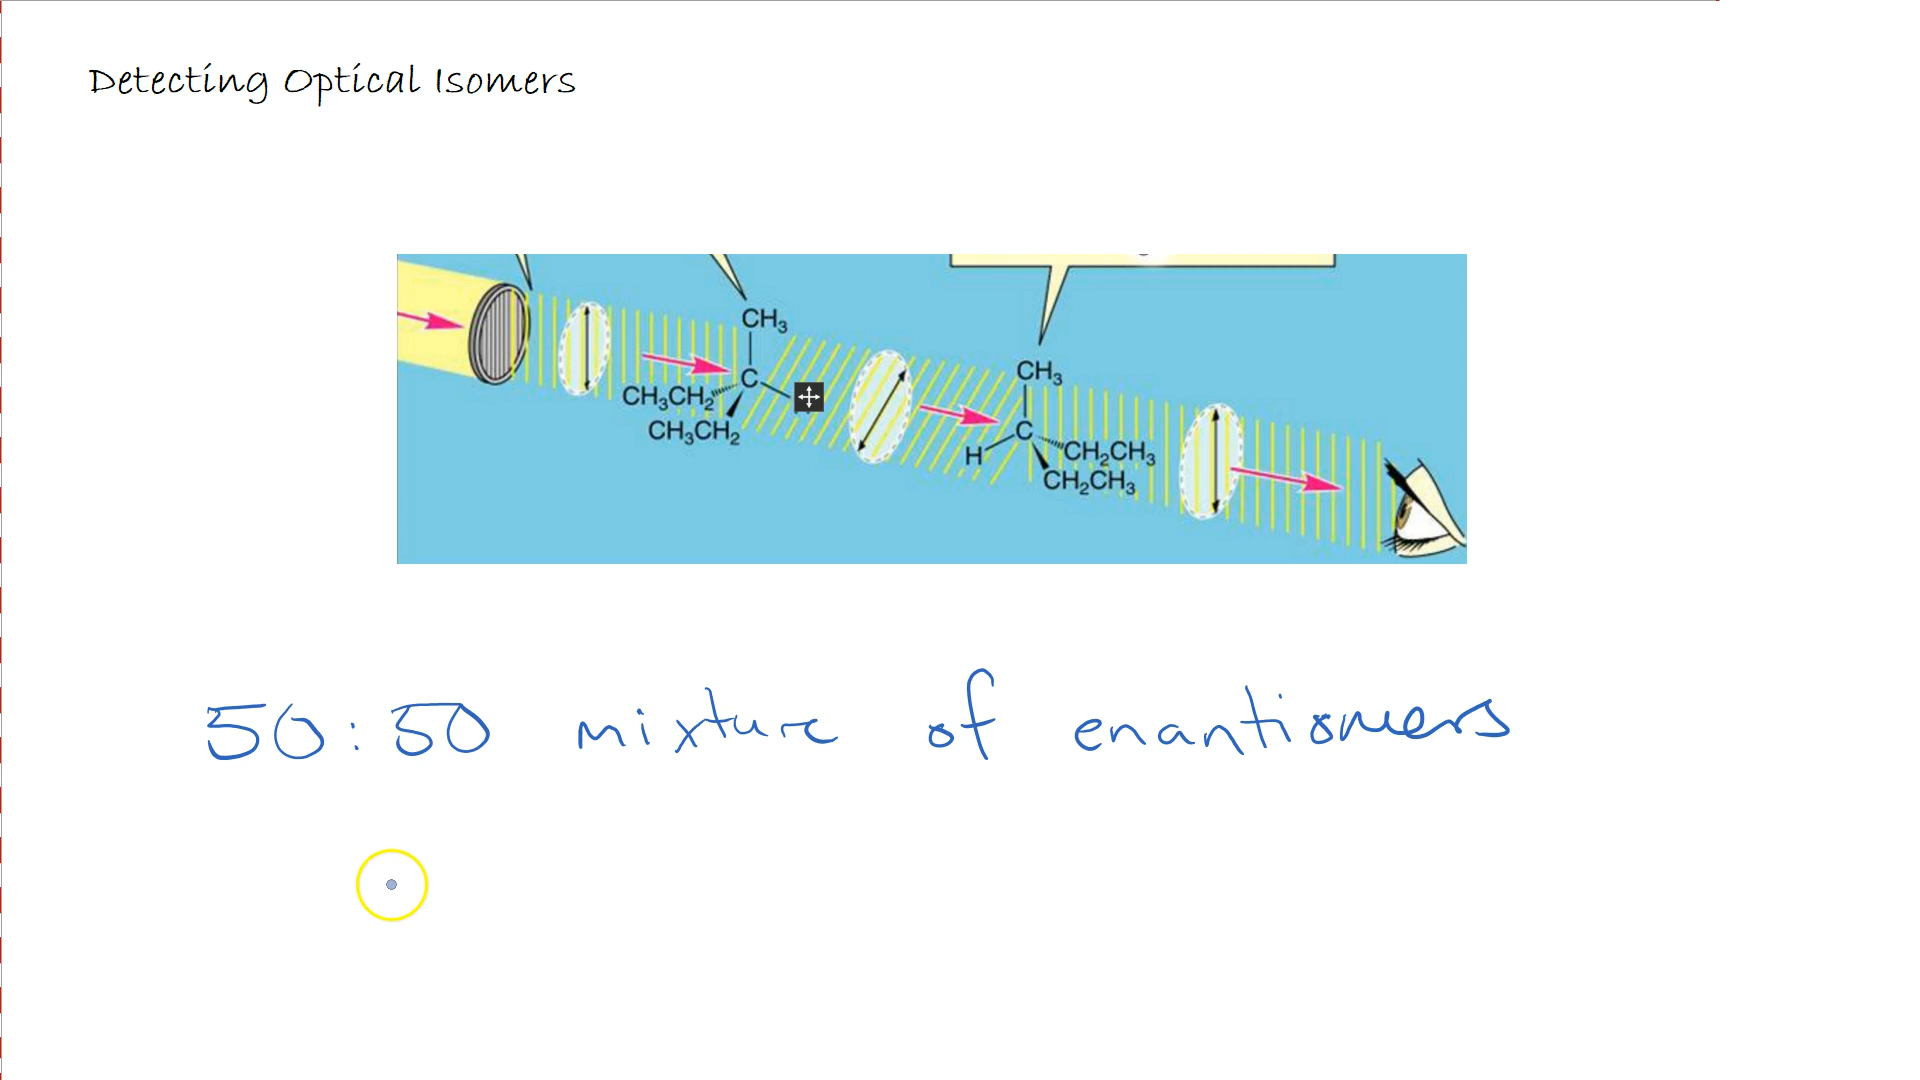 Detecting Optical Isomers
CH₃
C
CH₃CH₂
CH₃CH₂
CH₃
C
H
CH₂CH₃
CH₂CH₃
50:50 mixture of enantiomers